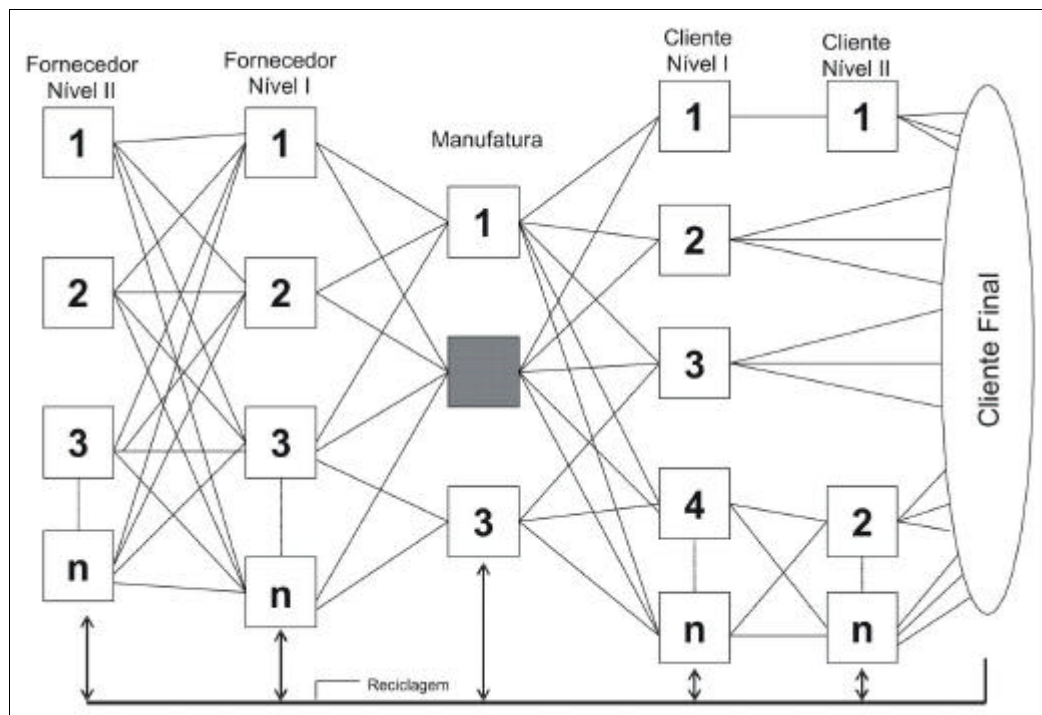 Fornecedor
Nível II
1
2
3
n
Fornecedor
Nível I
1
2
3
n
Manufatura
1
3
Cliente
Nível I
1
2
3
4
n
Cliente
Nível II
1
2
n
Cliente Final
Reciclagem